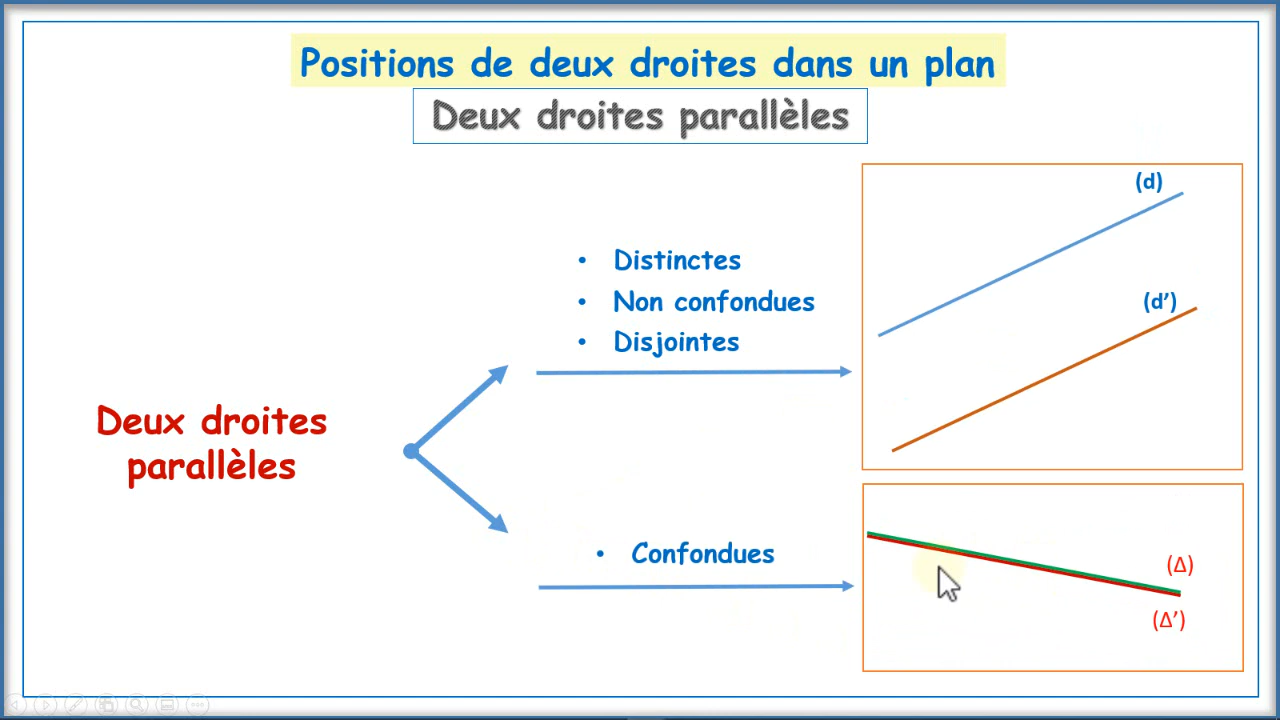 Positions de deux droites dans un plan
Deux droites parallèles
(d)
• Distinctes
• Non confondues
(d’)
• Disjointes
Deux droites
parallèles
• Confondues
(Δ)
(Δ’)